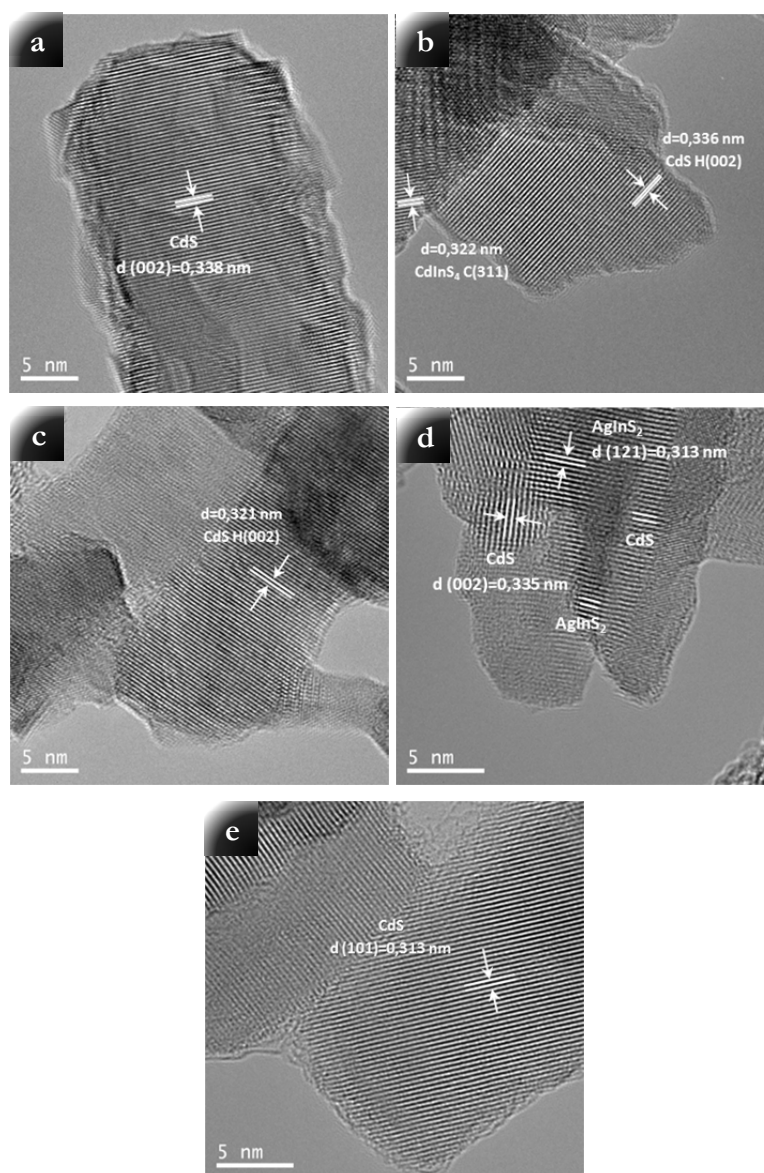 a
CdS
d (002)=0,338 nm
5 nm
b
d=0,336 nm
CdS H(002)
d=0,322 nm
CdInS₄ C(311)
5 nm
c
d=0,321 nm
CdS H(002)
5 nm
d
AgInS₂
d (121)=0,313 nm
CdS
CdS
d (002)=0,335 nm
AgInS₂
5 nm
e
CdS
d (101)=0,313 nm
5 nm